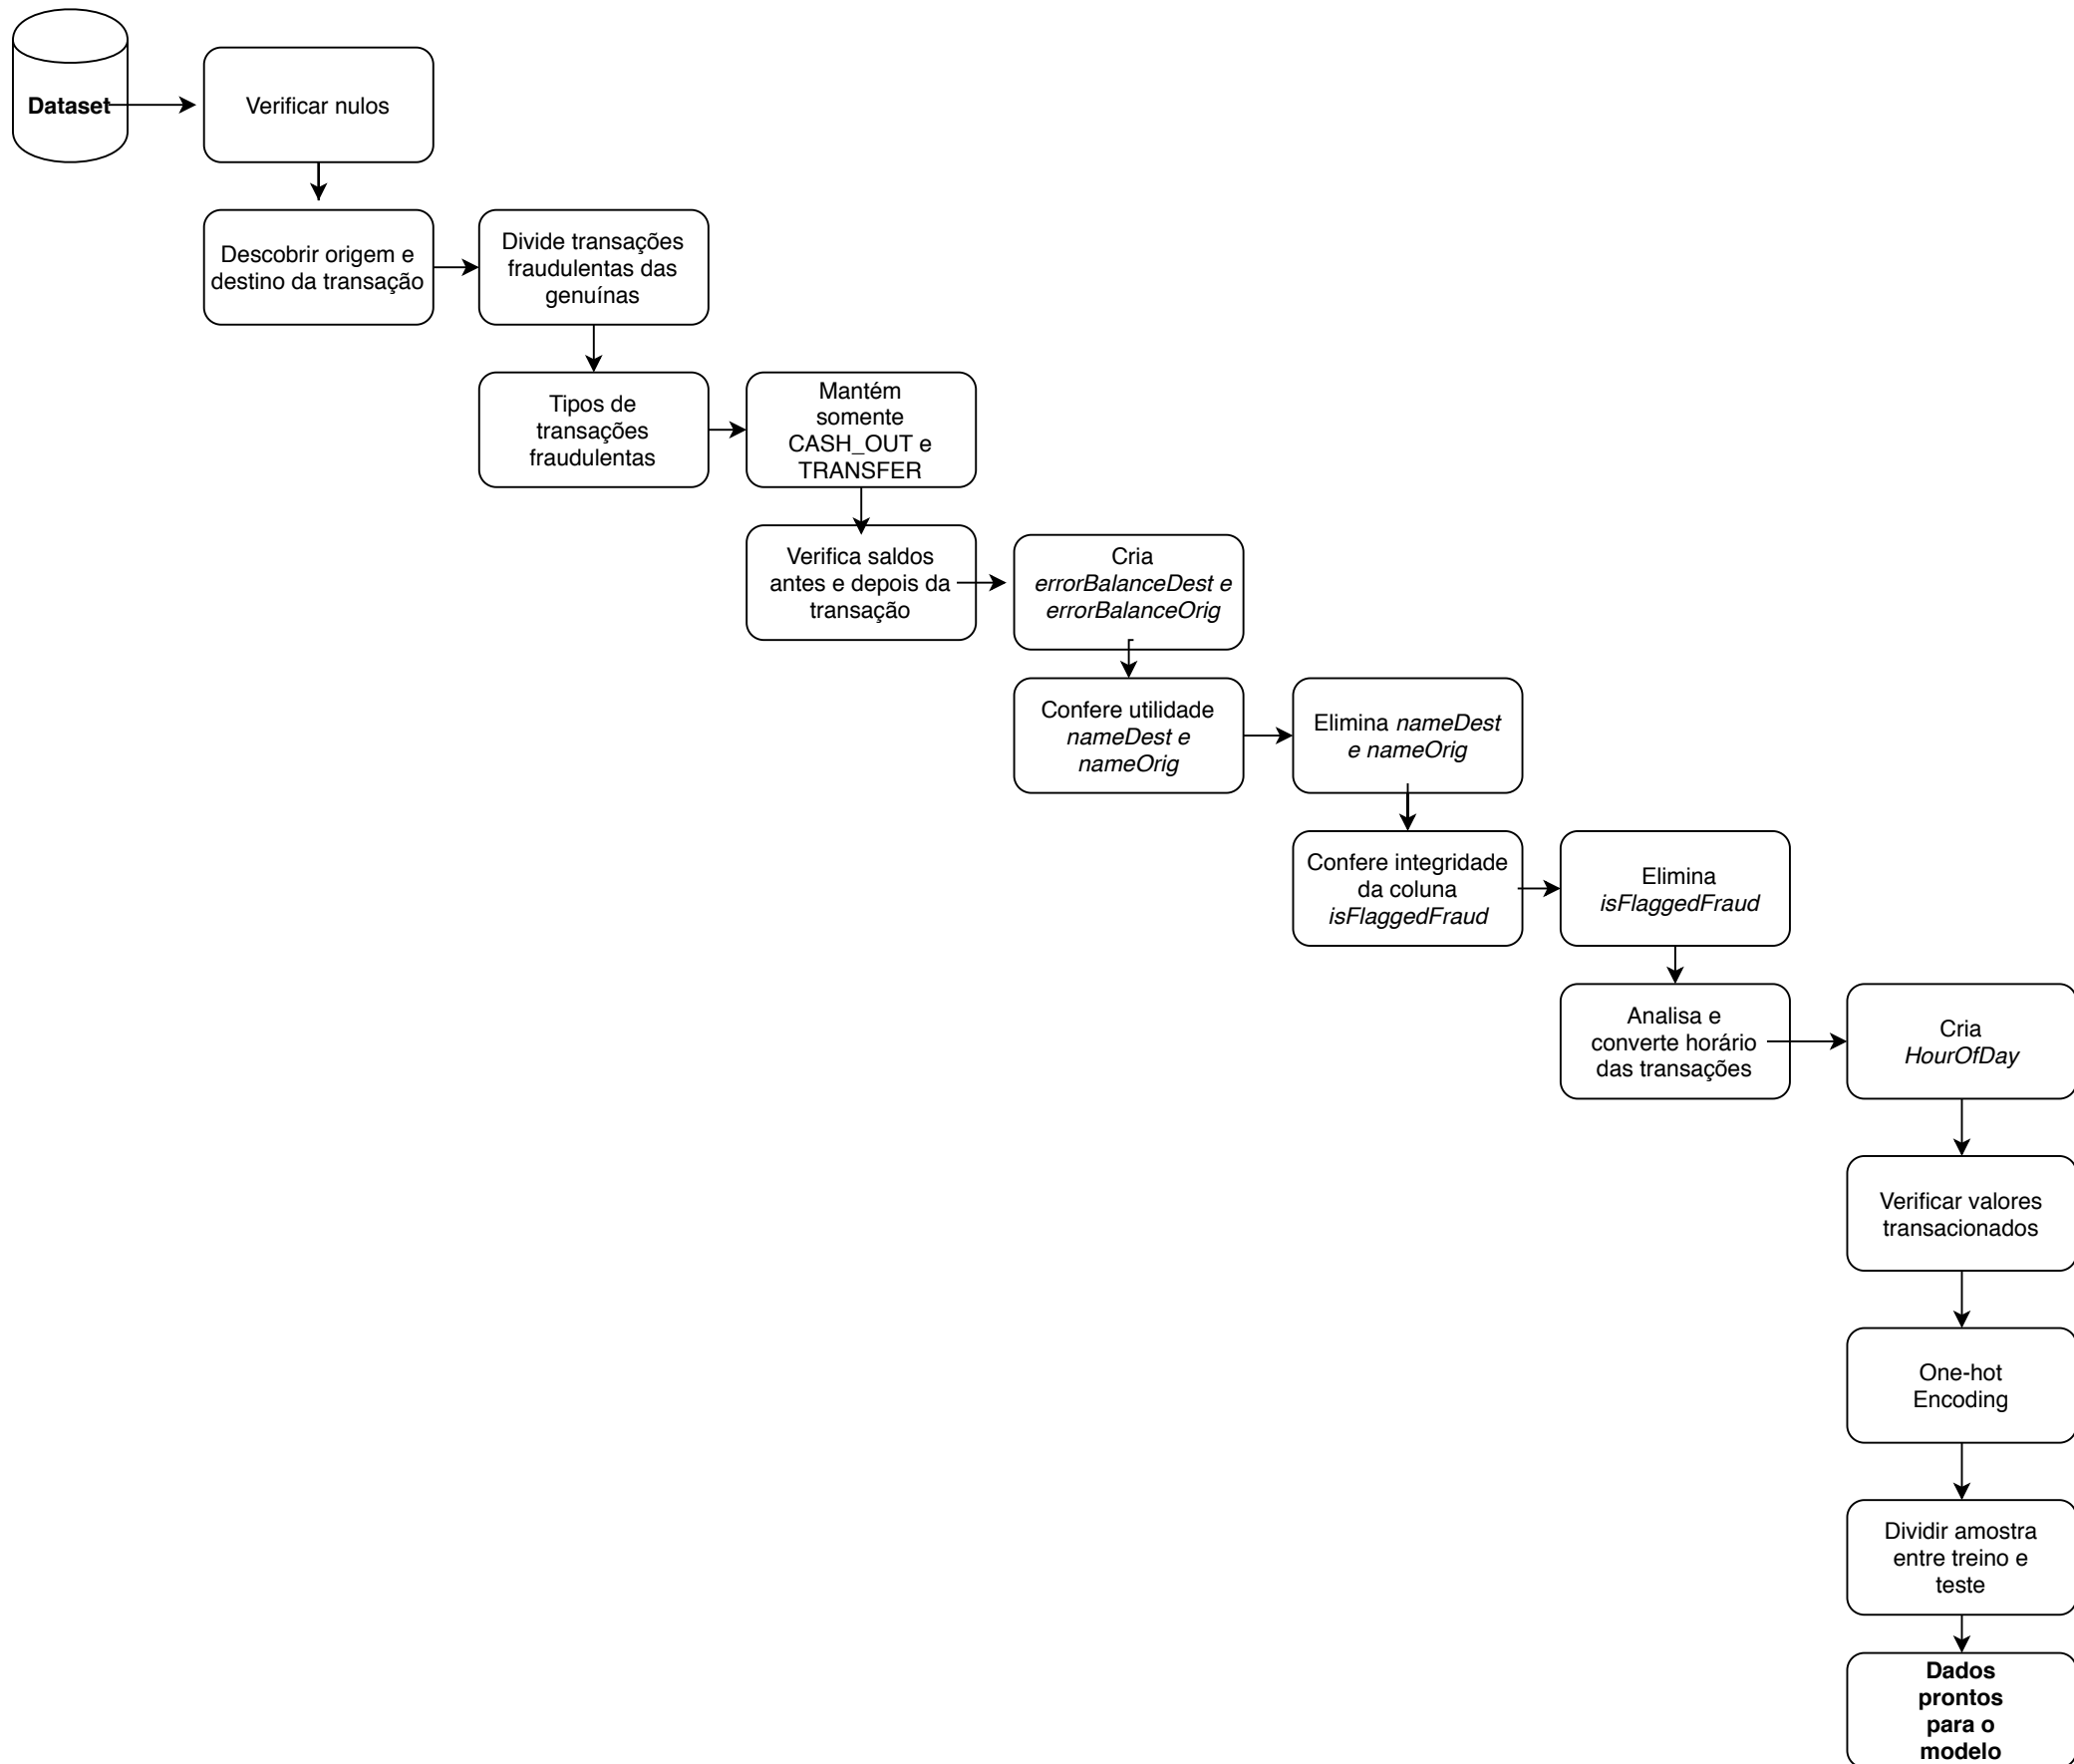 Dataset
Verificar nulos
Descobrir origem e
destino da transação
Divide transações
fraudulentas das
genuínas
Tipos de
transações
fraudulentas
Mantém
somente
CASH_OUT e
TRANSFER
Verifica saldos
antes e depois da
transação
Cria
errorBalanceDest e
errorBalanceOrig
Confere utilidade
nameDest e
nameOrig
Elimina nameDest
e nameOrig
Confere integridade
da coluna
isFlaggedFraud
Elimina
isFlaggedFraud
Analisa e
converte horário
das transações
Cria
HourOfDay
Verificar valores
transacionados
One-hot
Encoding
Dividir amostra
entre treino e
teste
Dados
prontos
para o
modelo